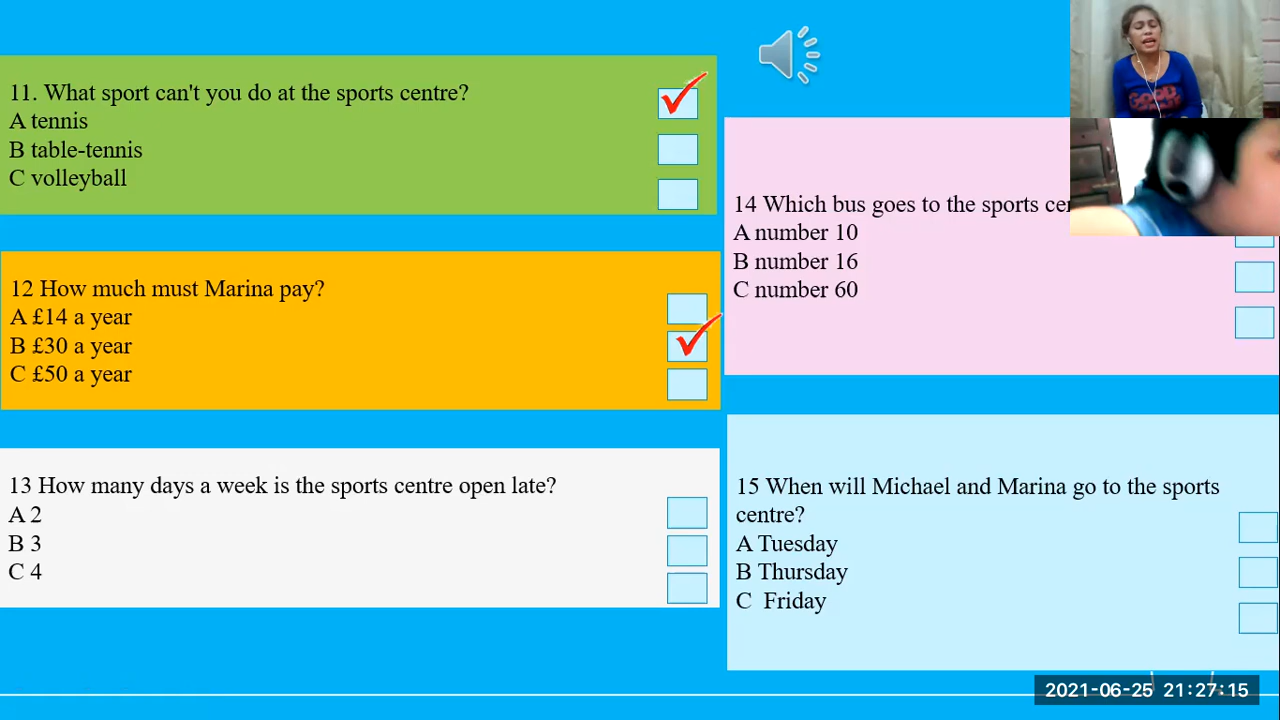 11. What sport can't you do at the sports centre?
A tennis
B table-tennis
C volleyball
12 How much must Marina pay?
A £14 a year
B £30 a year
C £50 a year
13 How many days a week is the sports centre open late?
A 2
B 3
C 4
14 Which bus goes to the sports
A number 10
B number 16
C number 60
15 When will Michael and Marina go to the sports
centre?
A Tuesday
B Thursday
C Friday
GOOD
2021-06-25 21:27:15